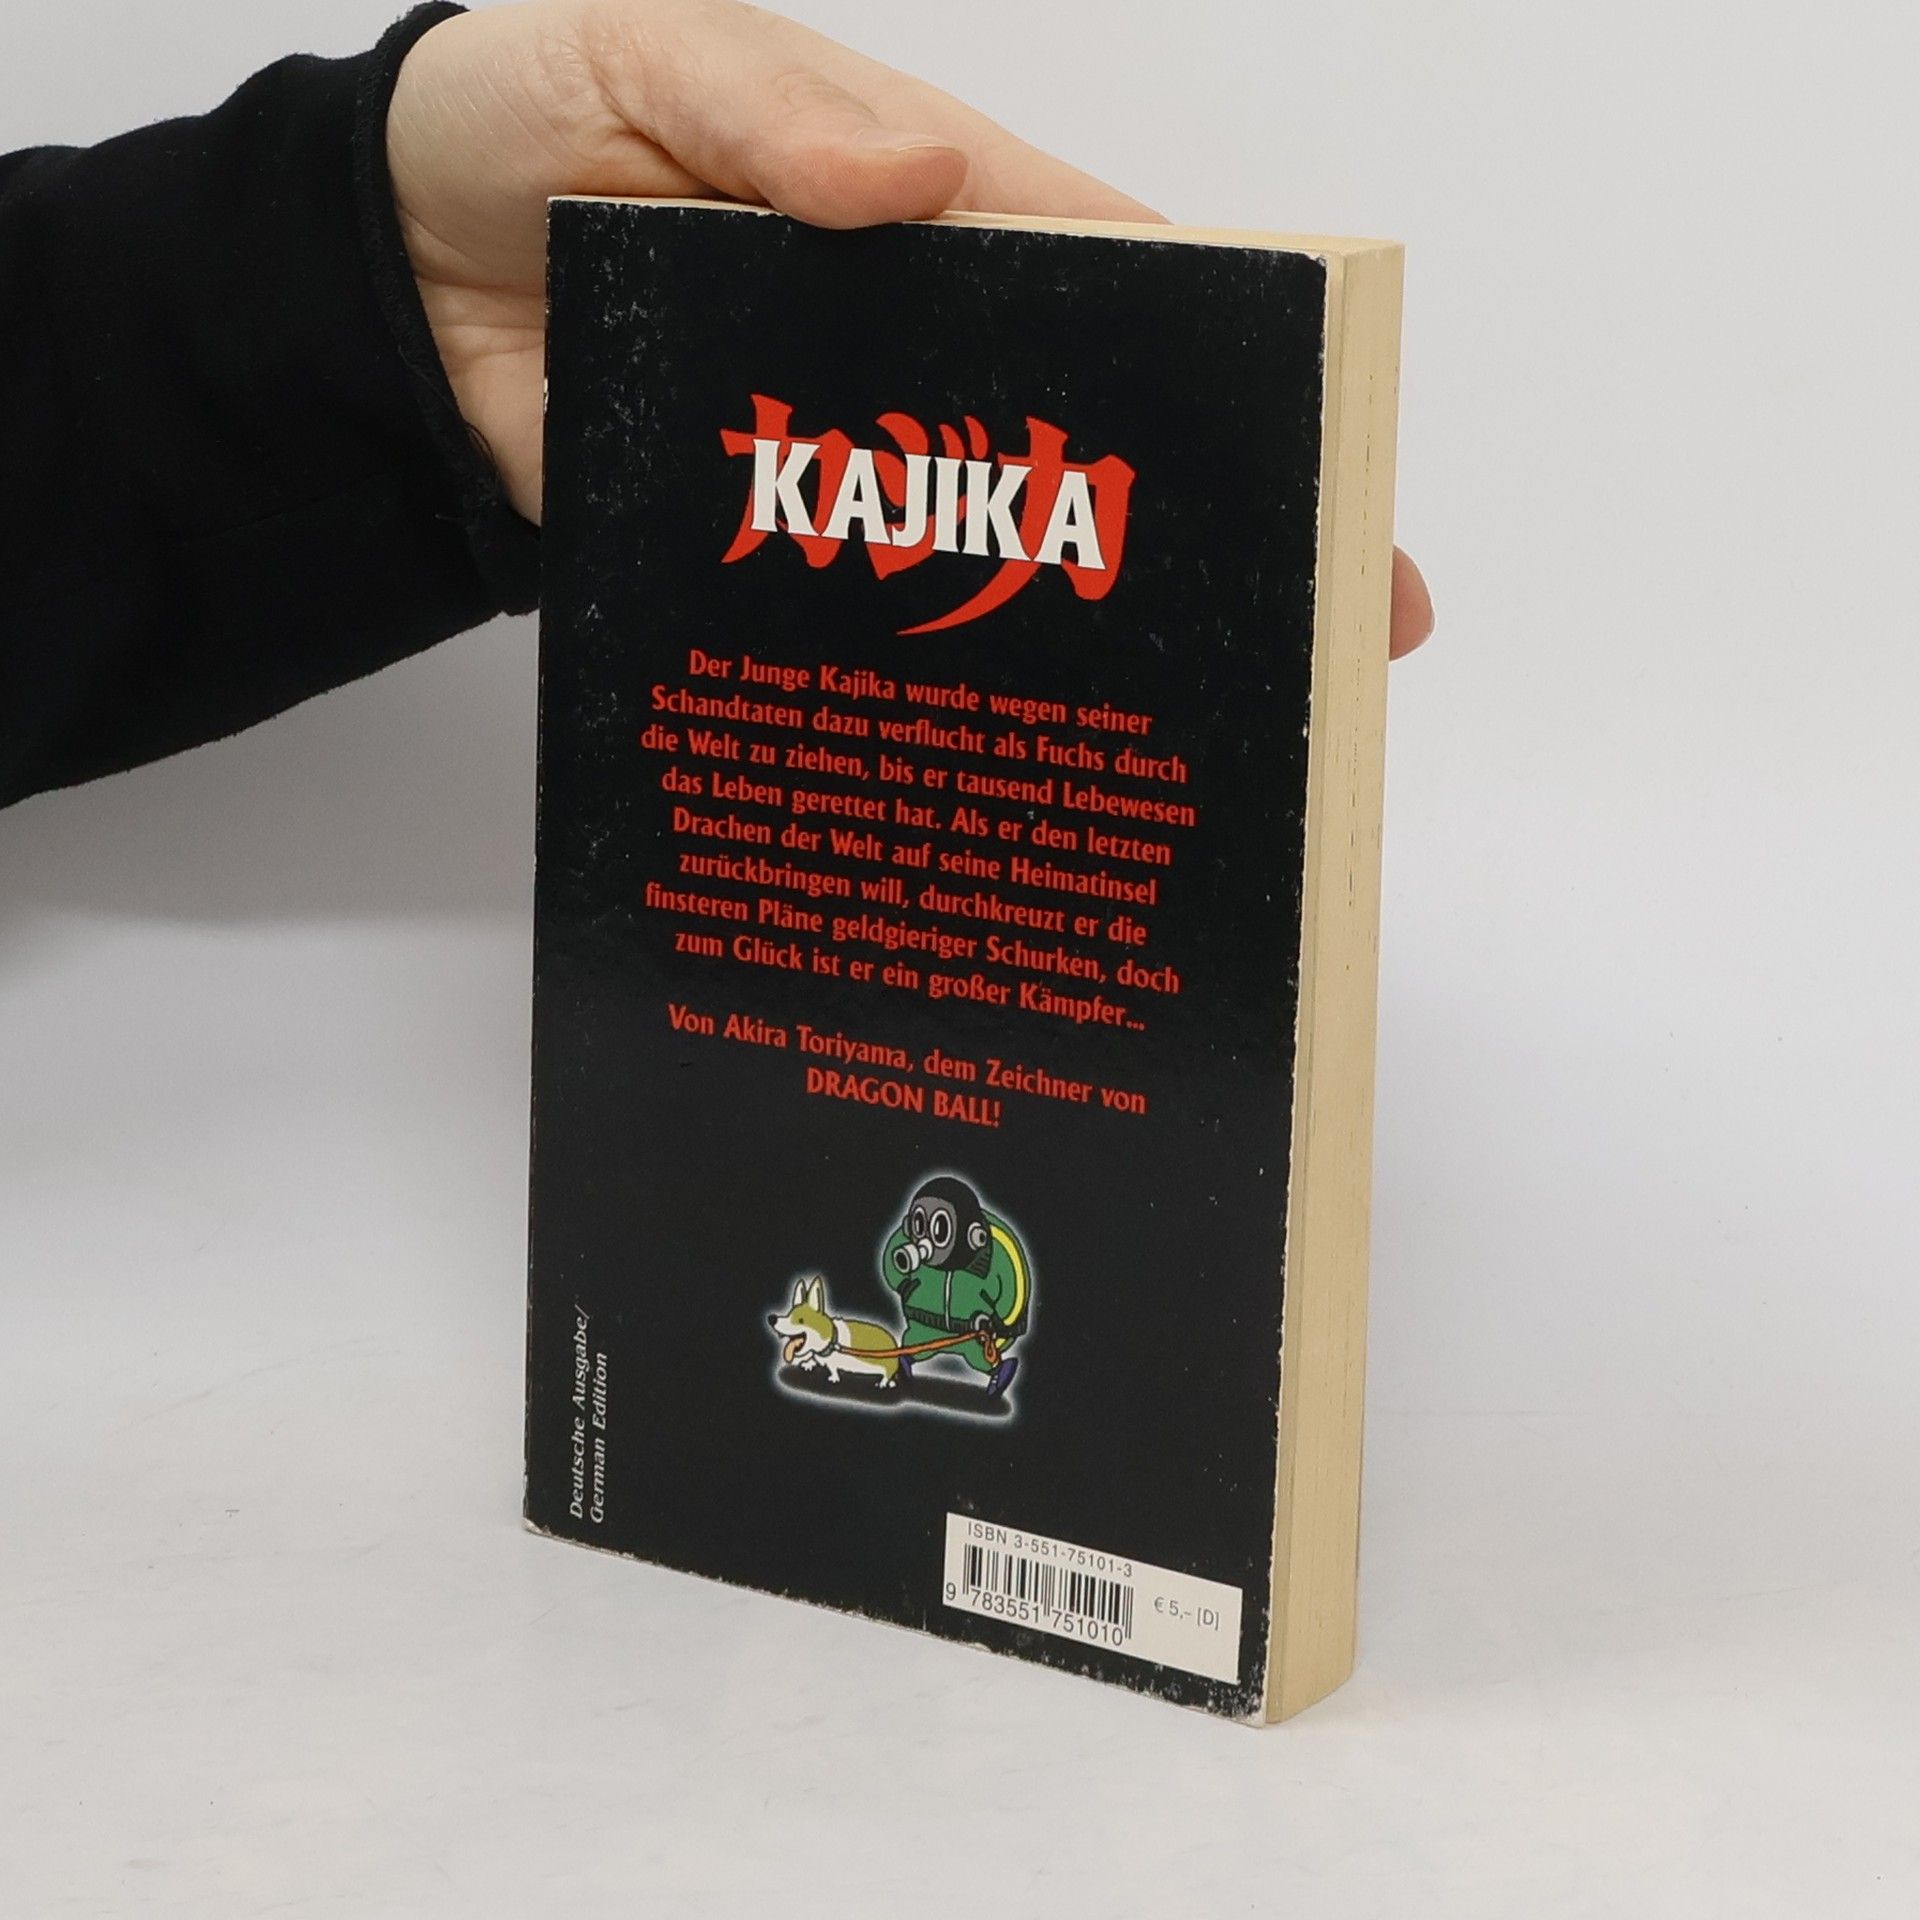 カジカ
KAJIKA
Der Junge Kajika wurde wegen seiner
Schandtaten dazu verflucht als Fuchs durch
die Welt zu ziehen, bis er tausend Lebewesen
das Leben gerettet hat. Als er den letzten
Drachen der Welt auf seine Heimatinsel
zurückbringen will, durchkreuzt er die
finsteren Pläne geldgieriger Schurken, doch
zum Glück ist er ein großer Kämpfer...
Von Akira Toriyama, dem Zeichner von
DRAGON BALL!
Deutsche Ausgabe/
German Edition
ISBN 3-551-75101-3
9 783551 751010
€ 5,- [D]